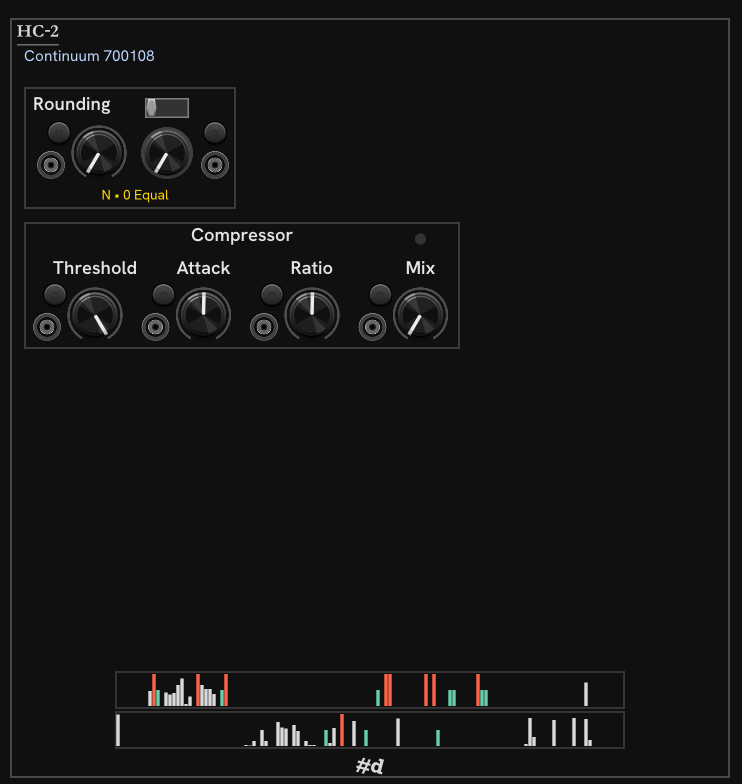 HC-2
Continuum 700108
Rounding
N • 0 Equal
Compressor
Threshold Attack Ratio Mix
#d